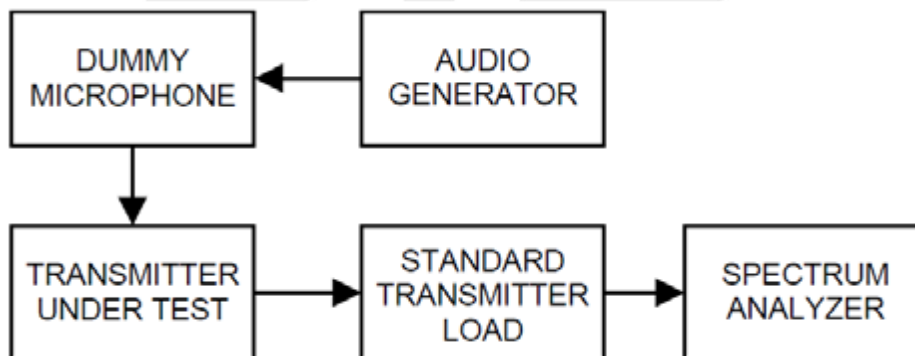 DUMMY
MICROPHONE
AUDIO
GENERATOR
TRANSMITTER
UNDER TEST
STANDARD
TRANSMITTER
LOAD
SPECTRUM
ANALYZER